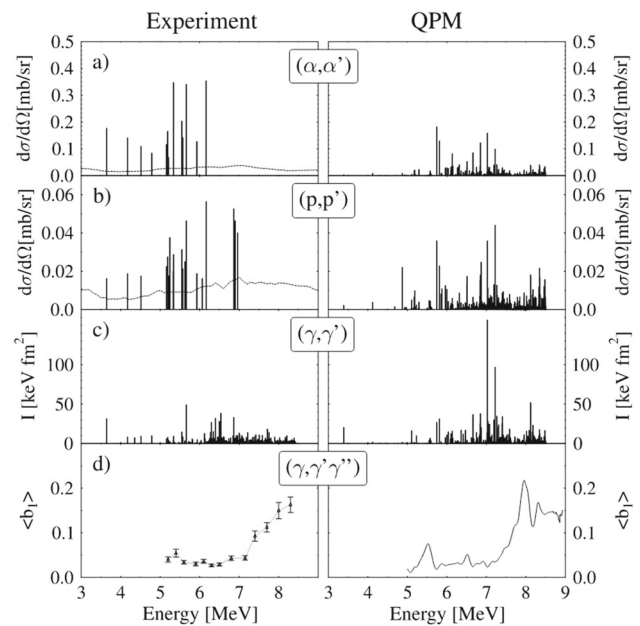 Experiment QPM
a) (α,α’)
dσ/dΩ[mb/sr] 0.5 0.4 0.3 0.2 0.1 0.0
0.5 0.4 0.3 0.2 0.1 0.0 dσ/dΩ[mb/sr]
b) (p,p’)
dσ/dΩ[mb/sr] 0.06 0.04 0.02 0.0
0.06 0.04 0.02 0.0 dσ/dΩ[mb/sr]
c) (γ,γ’)
I [keV fm²] 100 50 0
100 50 0 I [keV fm²]
d) (γ,γ’γ’’)
<b₁> 0.2 0.1 0.0
0.2 0.1 0.0 <b₁>
3 4 5 6 7 8 3 4 5 6 7 8 9
Energy [MeV] Energy [MeV]